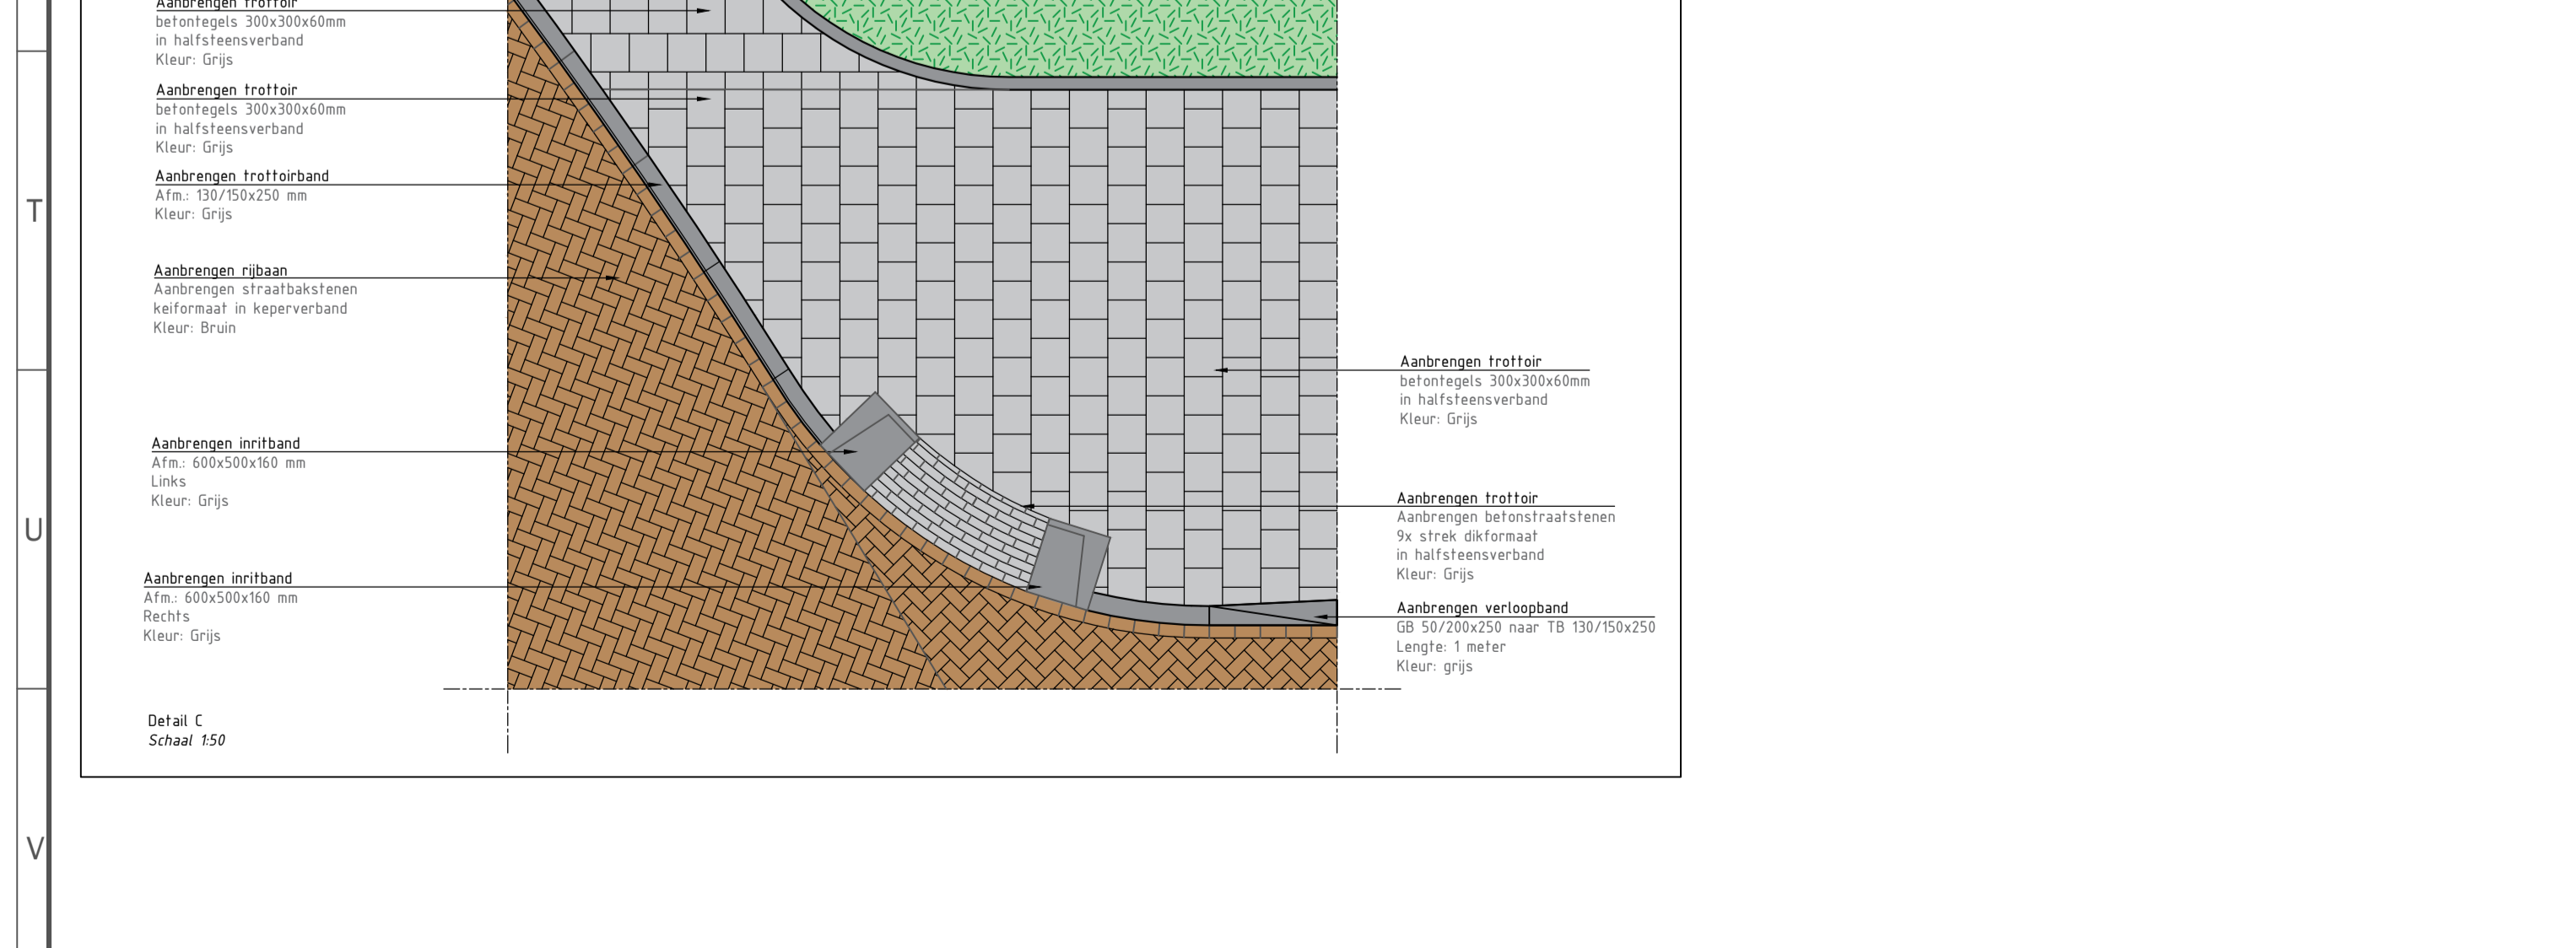 Aanbrengen trottoir
betontegels 300x300x60mm
in halfsteensverband
Kleur: Grijs
Aanbrengen trottoir
betontegels 300x300x60mm
in halfsteensverband
Kleur: Grijs
Aanbrengen trottoirband
Afm.: 130/150x250 mm
Kleur: Grijs
Aanbrengen rijbaan
Aanbrengen straatbakstenen
keiformaat in keperverband
Kleur: Bruin
Aanbrengen inritband
Afm.: 600x500x160 mm
Links
Kleur: Grijs
Aanbrengen inritband
Afm.: 600x500x160 mm
Rechts
Kleur: Grijs
Aanbrengen trottoir
betontegels 300x300x60mm
in halfsteensverband
Kleur: Grijs
Aanbrengen trottoir
Aanbrengen betonstraatstenen
9x strek dikformaat
in halfsteensverband
Kleur: Grijs
Aanbrengen verloopband
GB 50/200x250 naar TB 130/150x250
Lengte: 1 meter
Kleur: grijs
Detail C
Schaal 1:50
T
U
V